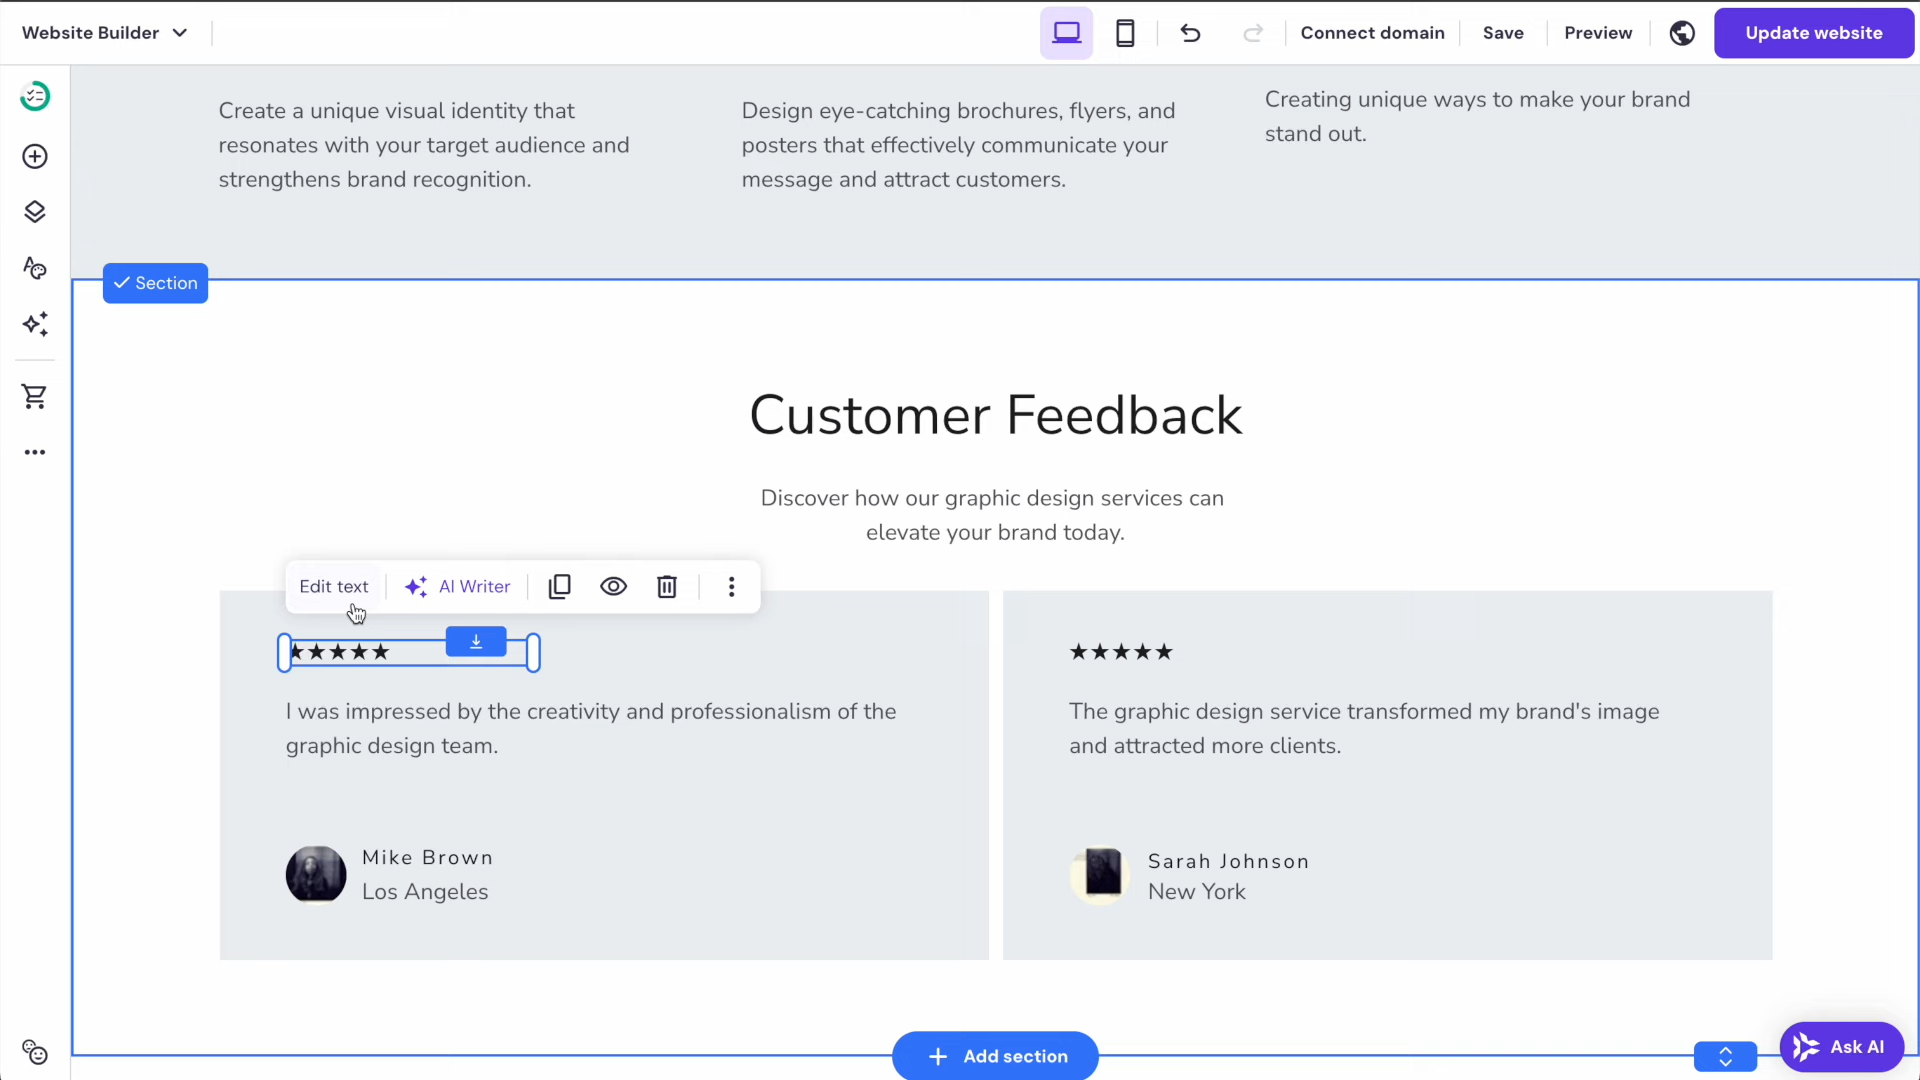 Website Builder
Connect domain
Save
Preview
Update website
Create a unique visual identity that
resonates with your target audience and
strengthens brand recognition.
Design eye-catching brochures, flyers, and
posters that effectively communicate your
message and attract customers.
Creating unique ways to make your brand
stand out.
Section
Customer Feedback
Discover how our graphic design services can
elevate your brand today.
Edit text
AI Writer
★★★★★
I was impressed by the creativity and professionalism of the
graphic design team.
Mike Brown
Los Angeles
★★★★★
The graphic design service transformed my brand's image
and attracted more clients.
Sarah Johnson
New York
Add section
Ask AI